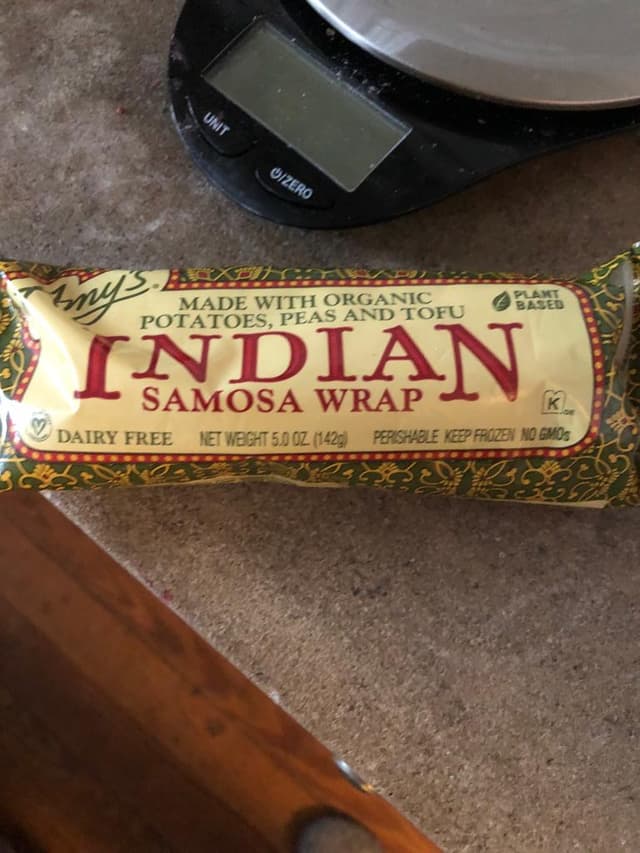 UNIT
⏻/ZERO
Amy's®
MADE WITH ORGANIC
POTATOES, PEAS AND TOFU
PLANT
BASED
INDIAN
SAMOSA WRAP
K
DE
DAIRY FREE NET WEIGHT 5.0 OZ. (142g) PERISHABLE KEEP FROZEN NO GMOs